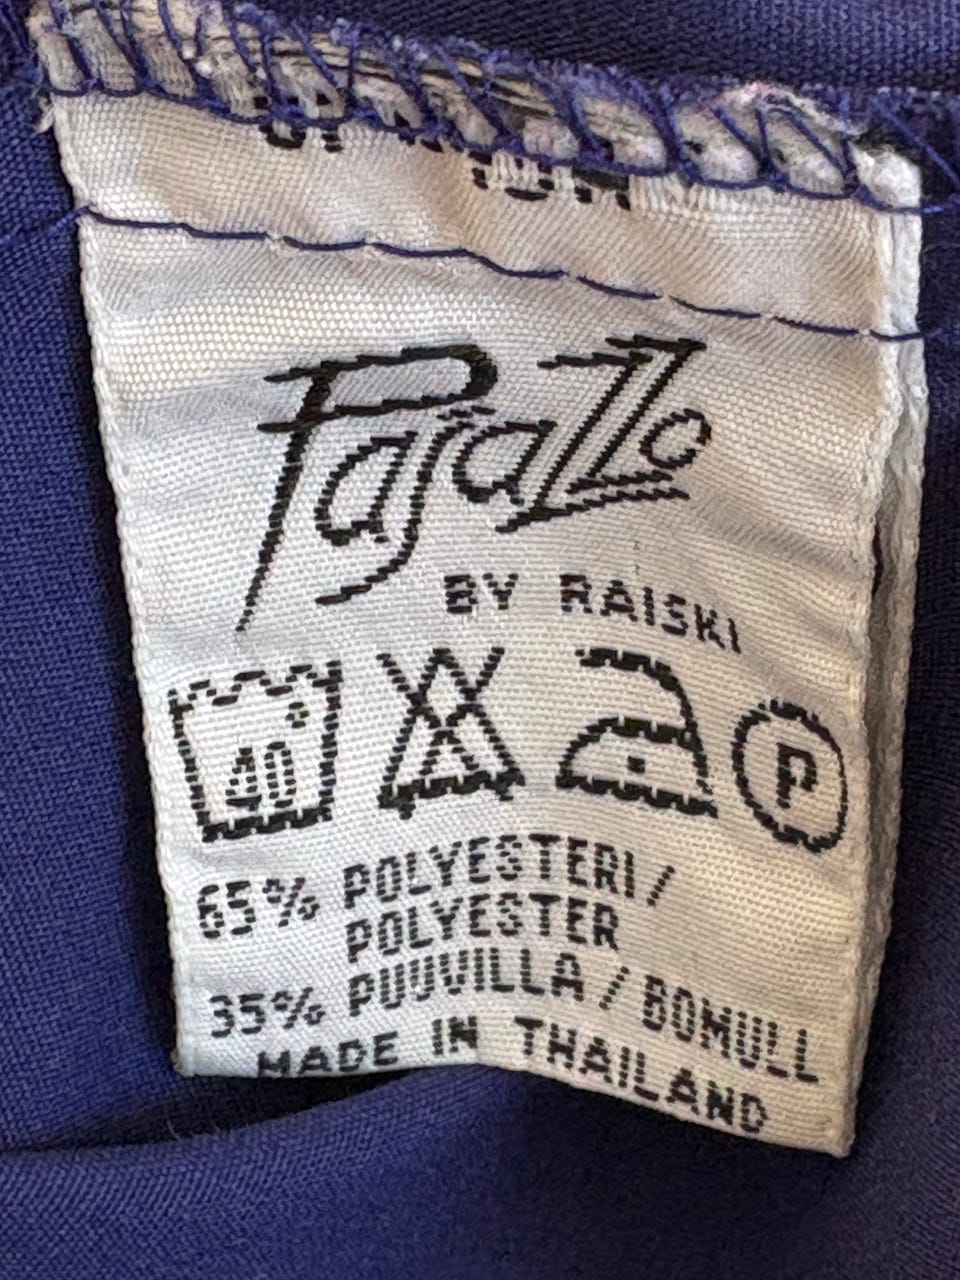 Pajazzo
BY RAISKI
40°
P
65% POLYESTERI /
POLYESTER
35% PUUVILLA / BOMULL
MADE IN THAILAND